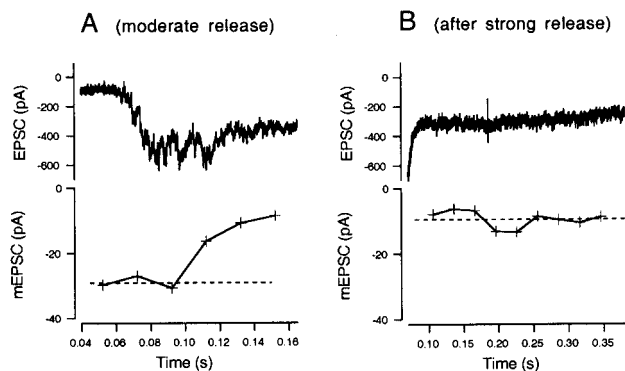 A (moderate release)
B (after strong release)
EPSC (pA)
0
-200
-400
-600
mEPSC (pA)
0
-20
-40
0.04 0.06 0.08 0.10 0.12 0.14 0.16
Time (s)
EPSC (pA)
0
-200
-400
-600
mEPSC (pA)
0
-20
-40
0.10 0.15 0.20 0.25 0.30 0.35
Time (s)